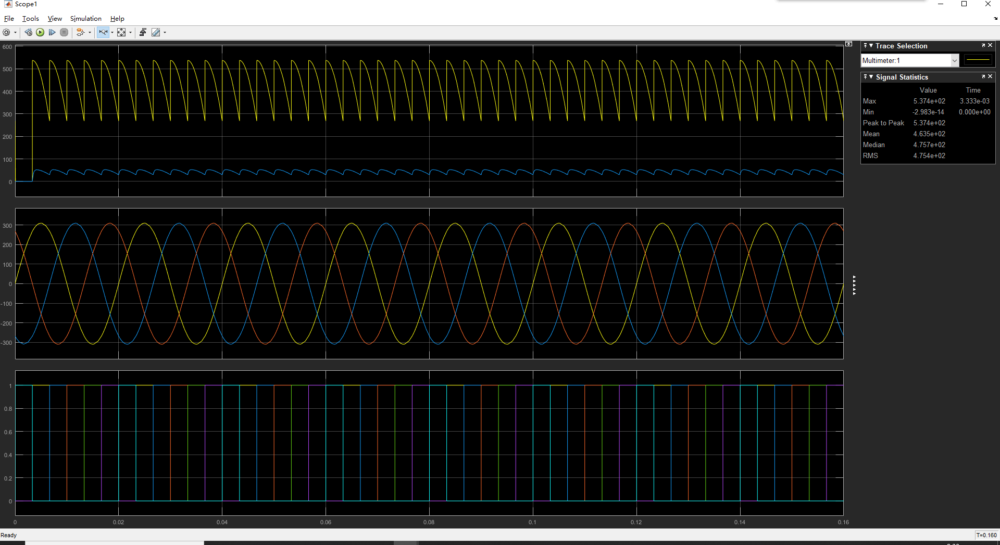 Scope1
File Tools View Simulation Help
600
500
400
300
200
100
0
300
200
100
0
-100
-200
-300
1
0.8
0.6
0.4
0.2
0
0 0.02 0.04 0.06 0.08 0.1 0.12 0.14 0.16
Trace Selection
Multimeter:1
Signal Statistics
Value Time
Max 5.374e+02 3.333e-03
Min -2.983e-14 0.000e+00
Peak to Peak 5.374e+02
Mean 4.635e+02
Median 4.757e+02
RMS 4.754e+02
Ready
T=0.160